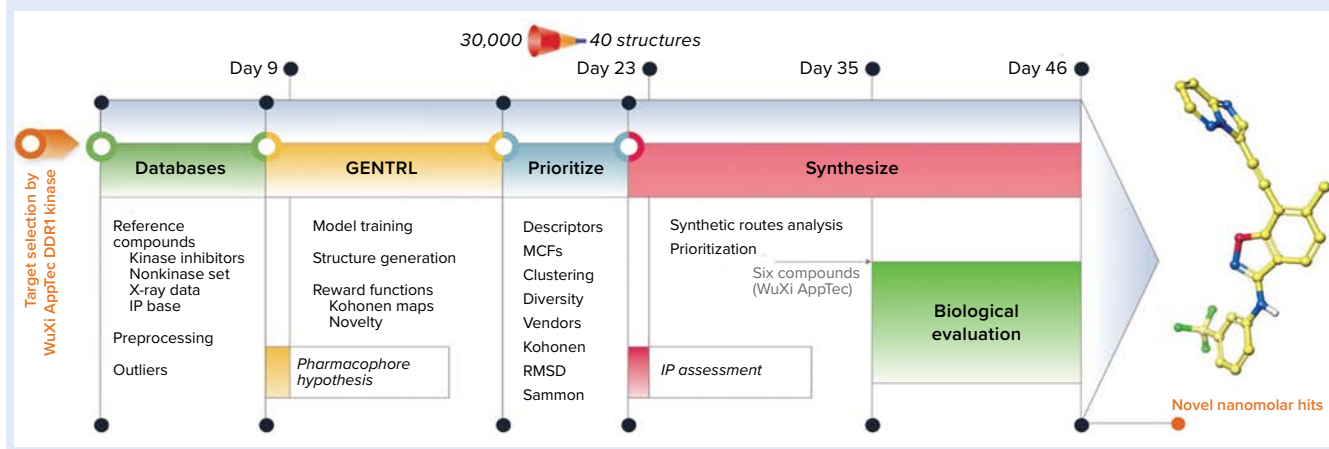 30,000 40 structures
Day 9
Day 23
Day 35
Day 46
Target selection by
WuXi AppTec DDR1 kinase
Databases
GENTRL
Prioritize
Synthesize
Reference
compounds
Kinase inhibitors
Nonkinase set
X-ray data
IP base
Preprocessing
Outliers
Model training
Structure generation
Reward functions
Kohonen maps
Novelty
Pharmacophore
hypothesis
Descriptors
MCFs
Clustering
Diversity
Vendors
Kohonen
RMSD
Sammon
Synthetic routes analysis
Prioritization
Six compounds
(WuXi AppTec)
IP assessment
Biological
evaluation
Novel nanomolar hits